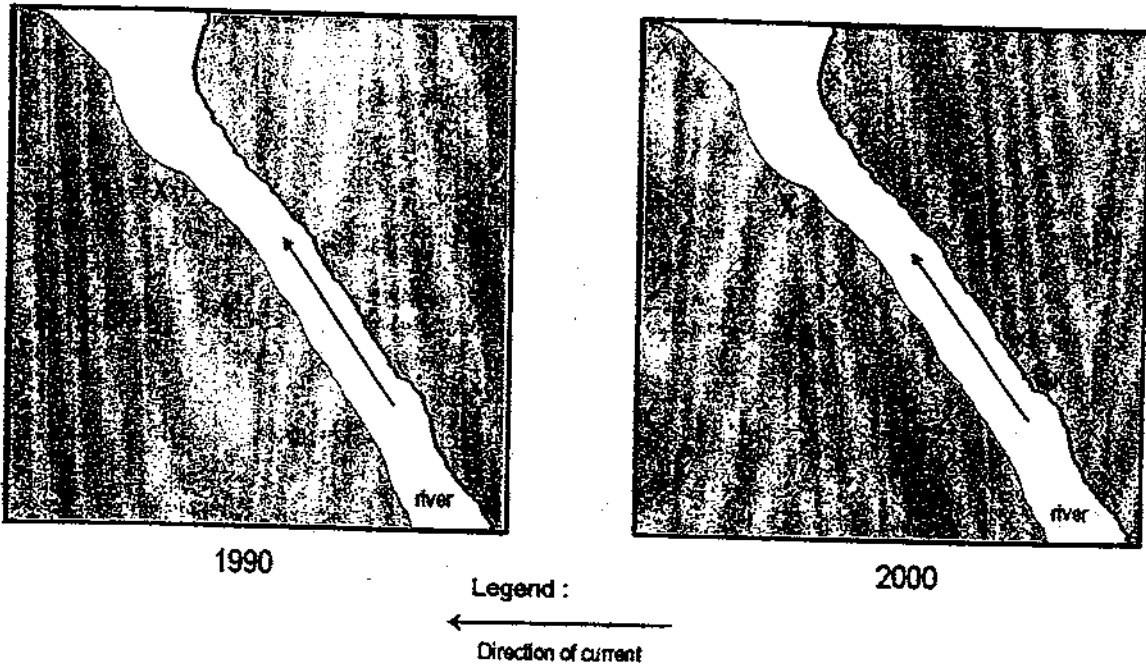 X
X
X
river
river
1990
2000
Legend :
Direction of current